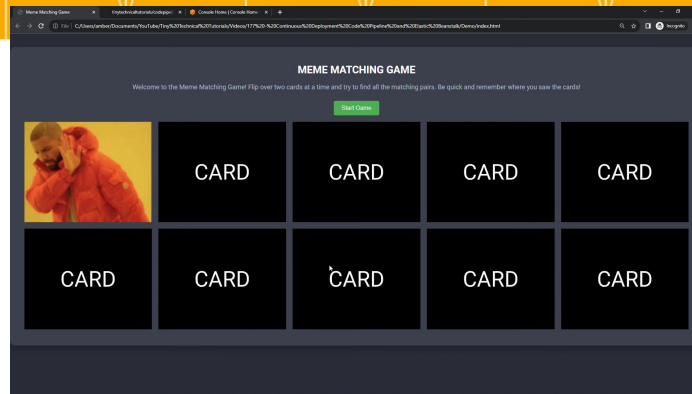 Meme Matching Game
tinytechnicaltutorials/codepipel
Console Home | Console Home
File C:/Users/amber/Documents/YouTube/Tiny%20Technical%20Tutorials/Videos/177%20-%20Continuous%20Deployment%20Code%20Pipeline%20and%20Elastic%20Beanstalk/Demo/index.html
Incognito
MEME MATCHING GAME
Welcome to the Meme Matching Game! Flip over two cards at a time and try to find all the matching pairs. Be quick and remember where you saw the cards!
Start Game
CARD CARD CARD CARD
CARD CARD CARD CARD CARD